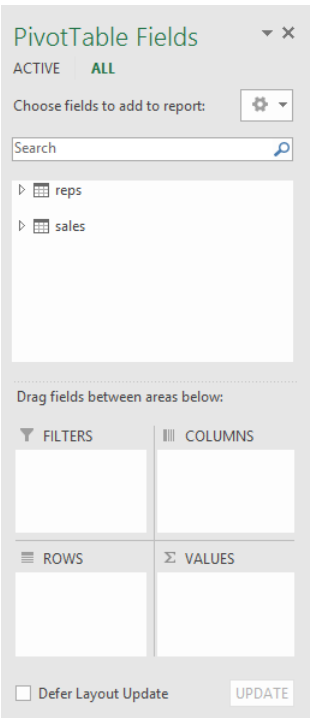 PivotTable Fields
ACTIVE ALL
Choose fields to add to report:
Search
reps
sales
Drag fields between areas below:
FILTERS COLUMNS
ROWS Σ VALUES
Defer Layout Update UPDATE